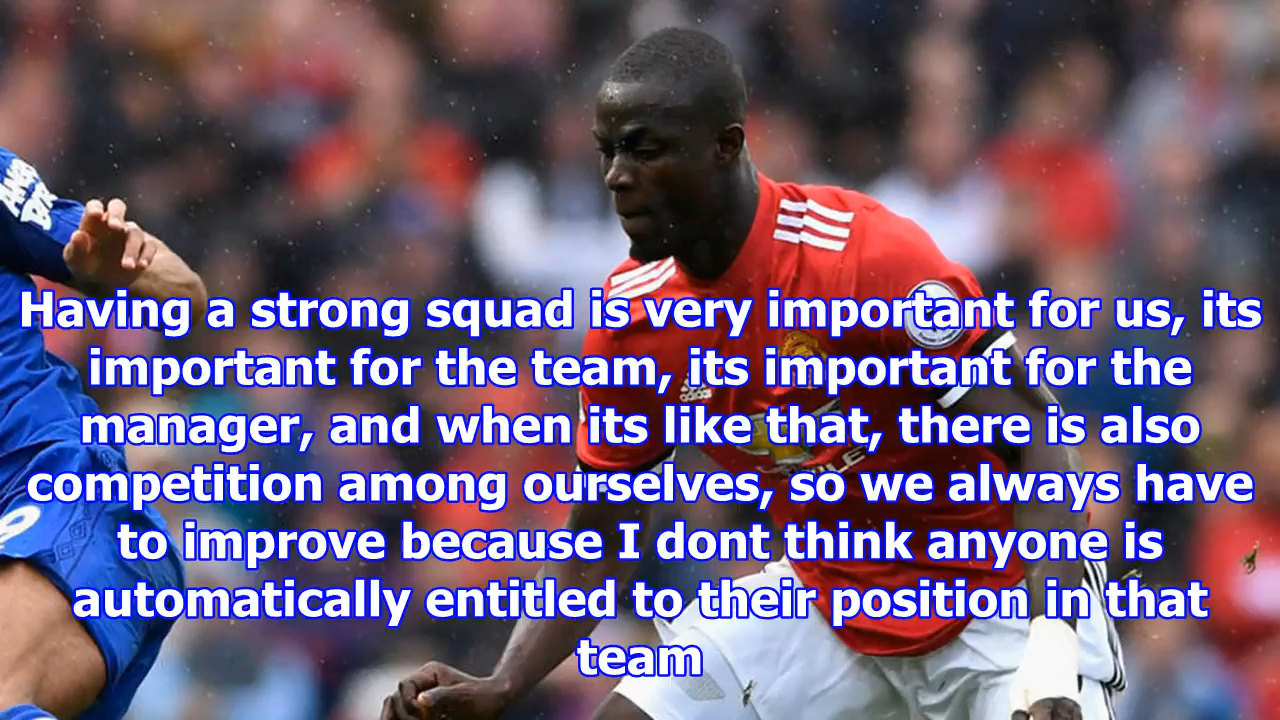 Having a strong squad is very important for us, its
important for the team, its important for the
manager, and when its like that, there is also
competition among ourselves, so we always have
to improve because I dont think anyone is
automatically entitled to their position in that
team
adidas